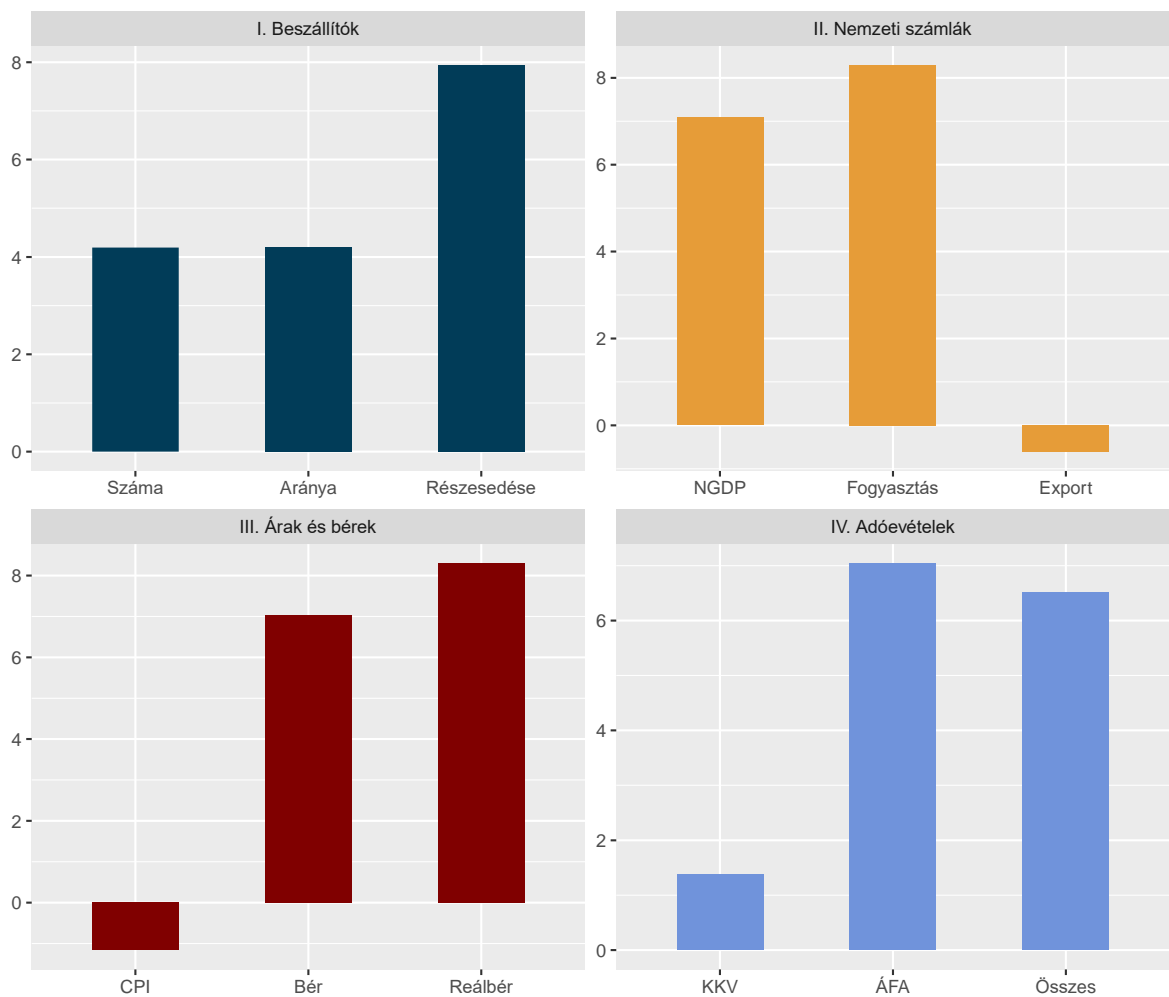 I. Beszállítók
8
6
4
2
0
Száma Aránya Részesedése
II. Nemzeti számlák
8
6
4
2
0
NGDP Fogyasztás Export
III. Árak és bérek
8
6
4
2
0
CPI Bér Reálbér
IV. Adóevételek
6
4
2
0
KKV ÁFA Összes